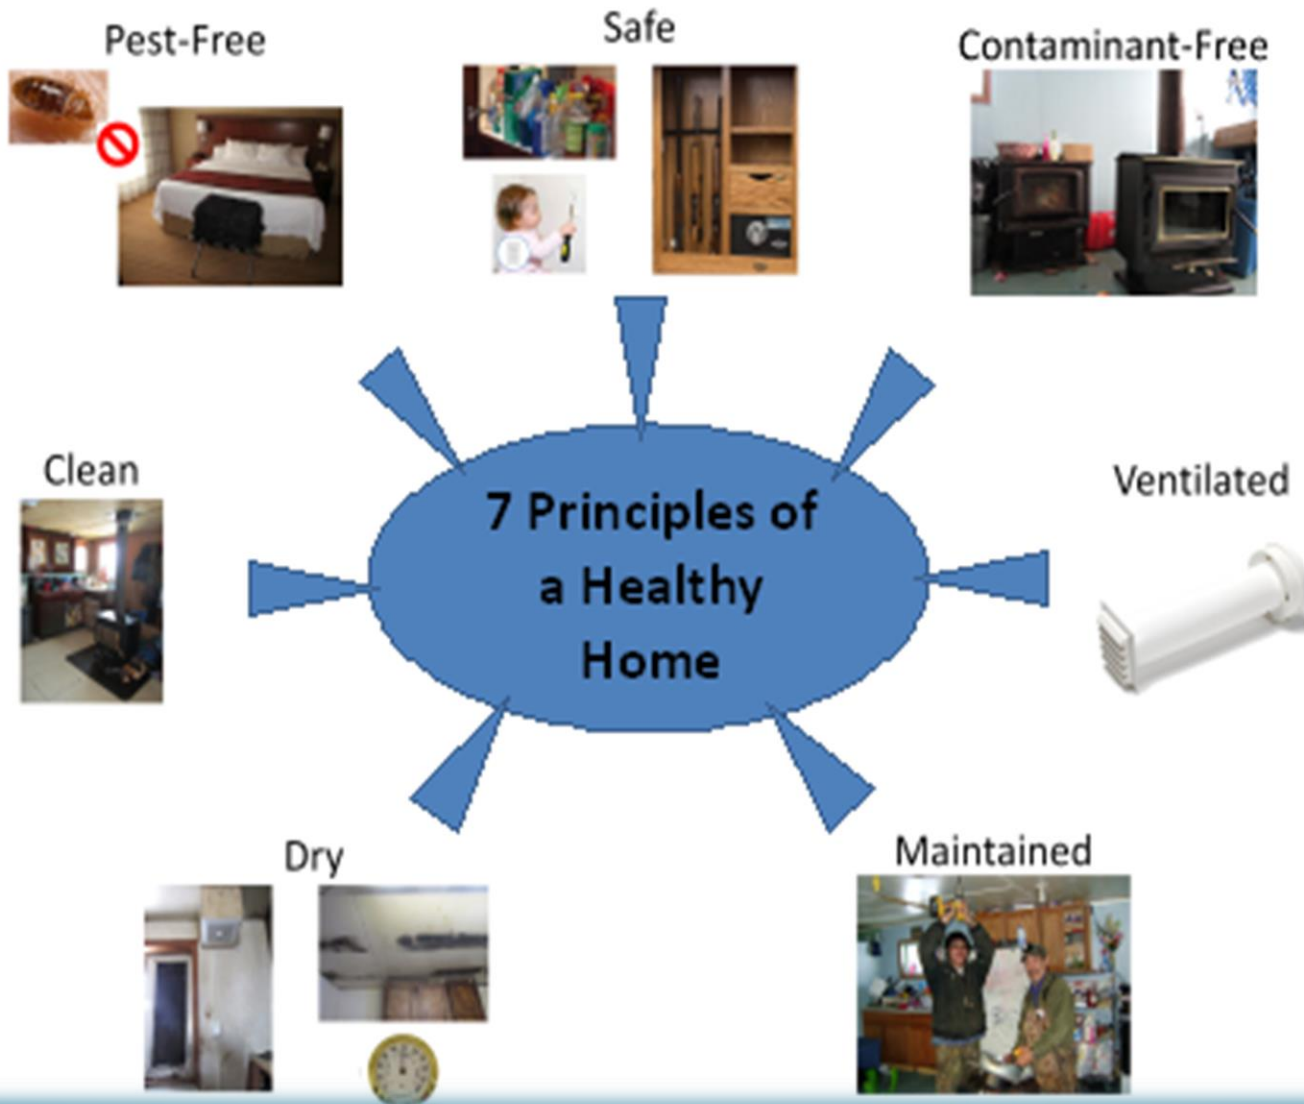 Pest-Free
Safe
Contaminant-Free
Clean
7 Principles of
a Healthy
Home
Ventilated
Dry
Maintained